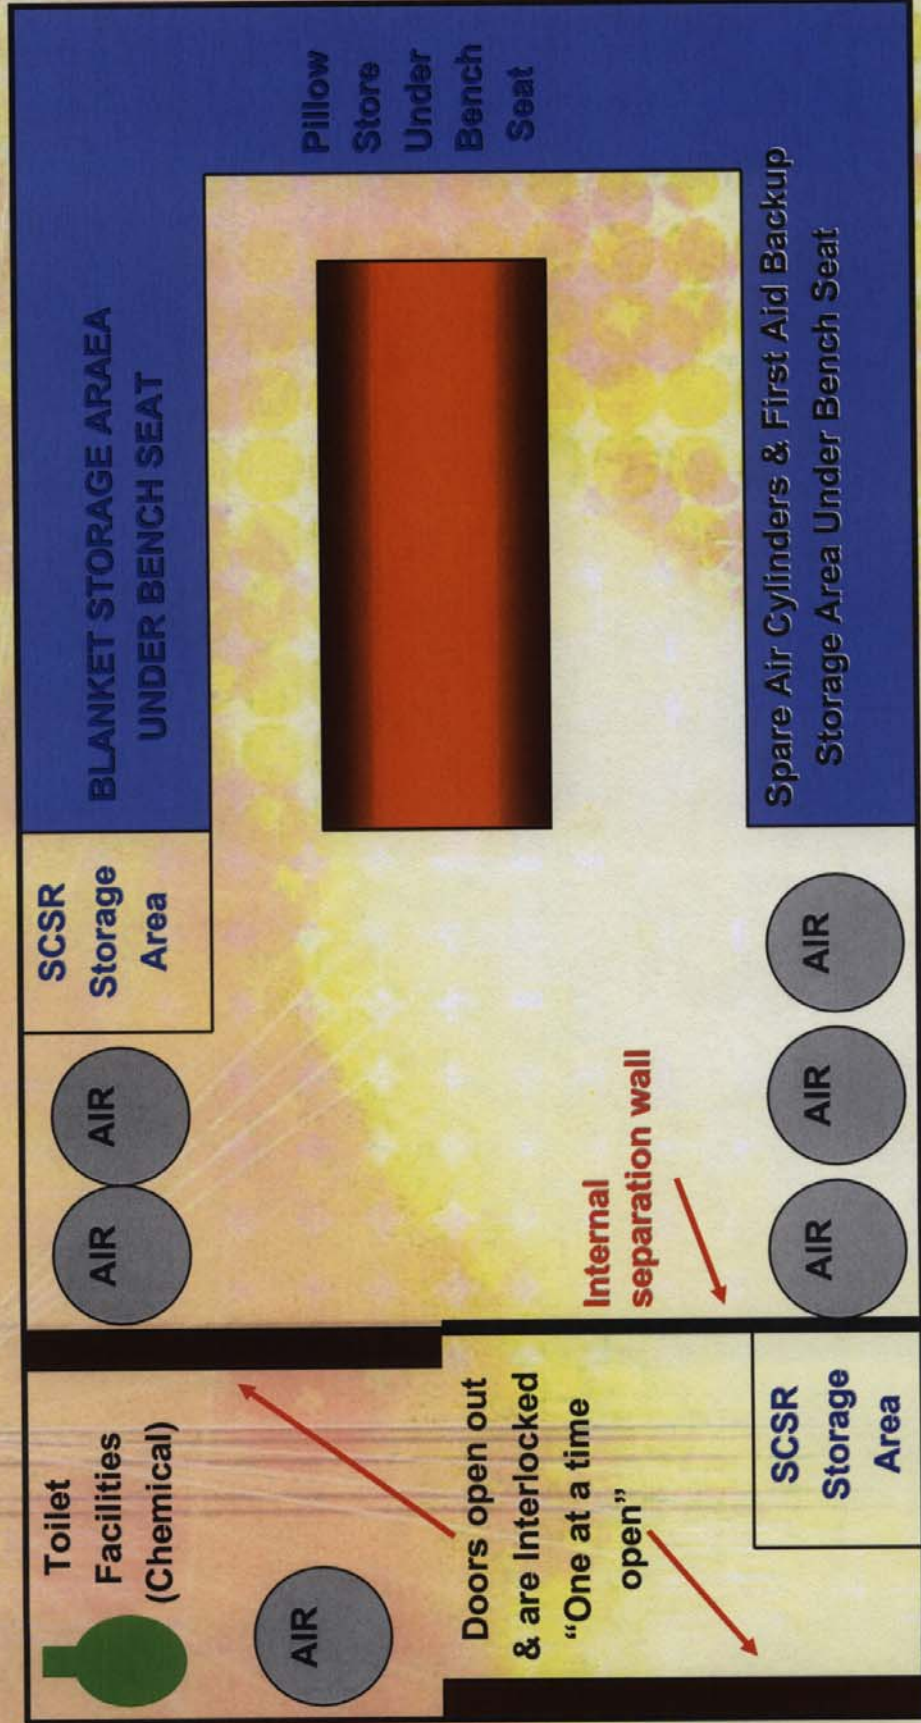 Toilet
Facilities
(Chemical)
AIR
Doors open out
& are Interlocked
“One at a time
open”
SCSR
Storage
Area
Internal
separation wall
AIR
AIR
SCSR
Storage
Area
AIR
AIR
AIR
BLANKET STORAGE ARAEA
UNDER BENCH SEAT
Pillow
Store
Under
Bench
Seat
Spare Air Cylinders & First Aid Backup
Storage Area Under Bench Seat